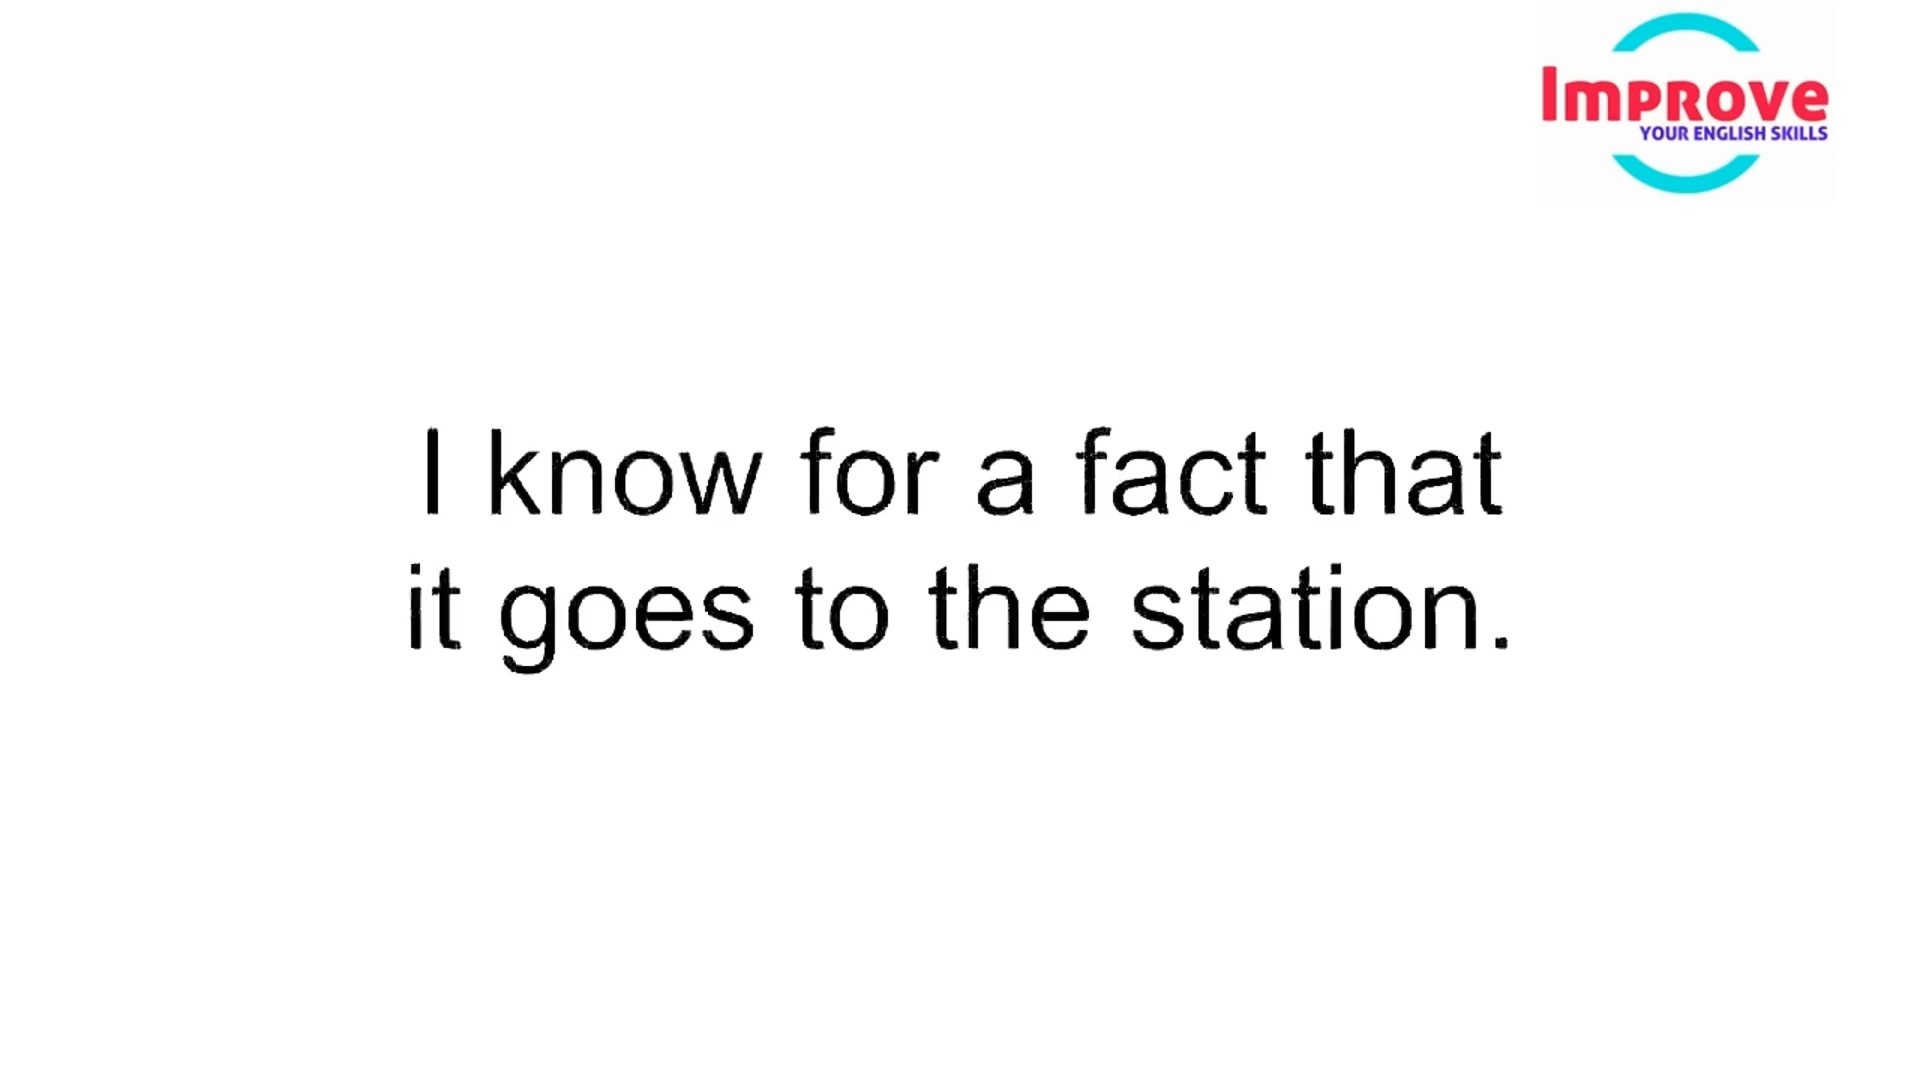 Improve
YOUR ENGLISH SKILLS
I know for a fact that
it goes to the station.